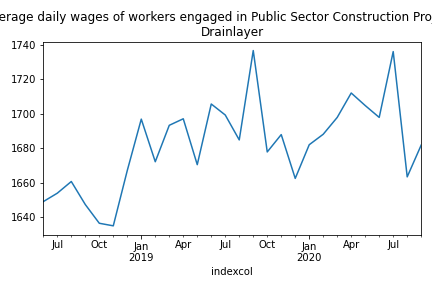 erage daily wages of workers engaged in Public Sector Construction Pro
Drainlayer
1740
1720
1700
1680
1660
1640
Jul Oct Jan Apr Jul Oct Jan Apr Jul
2019 2020
indexcol